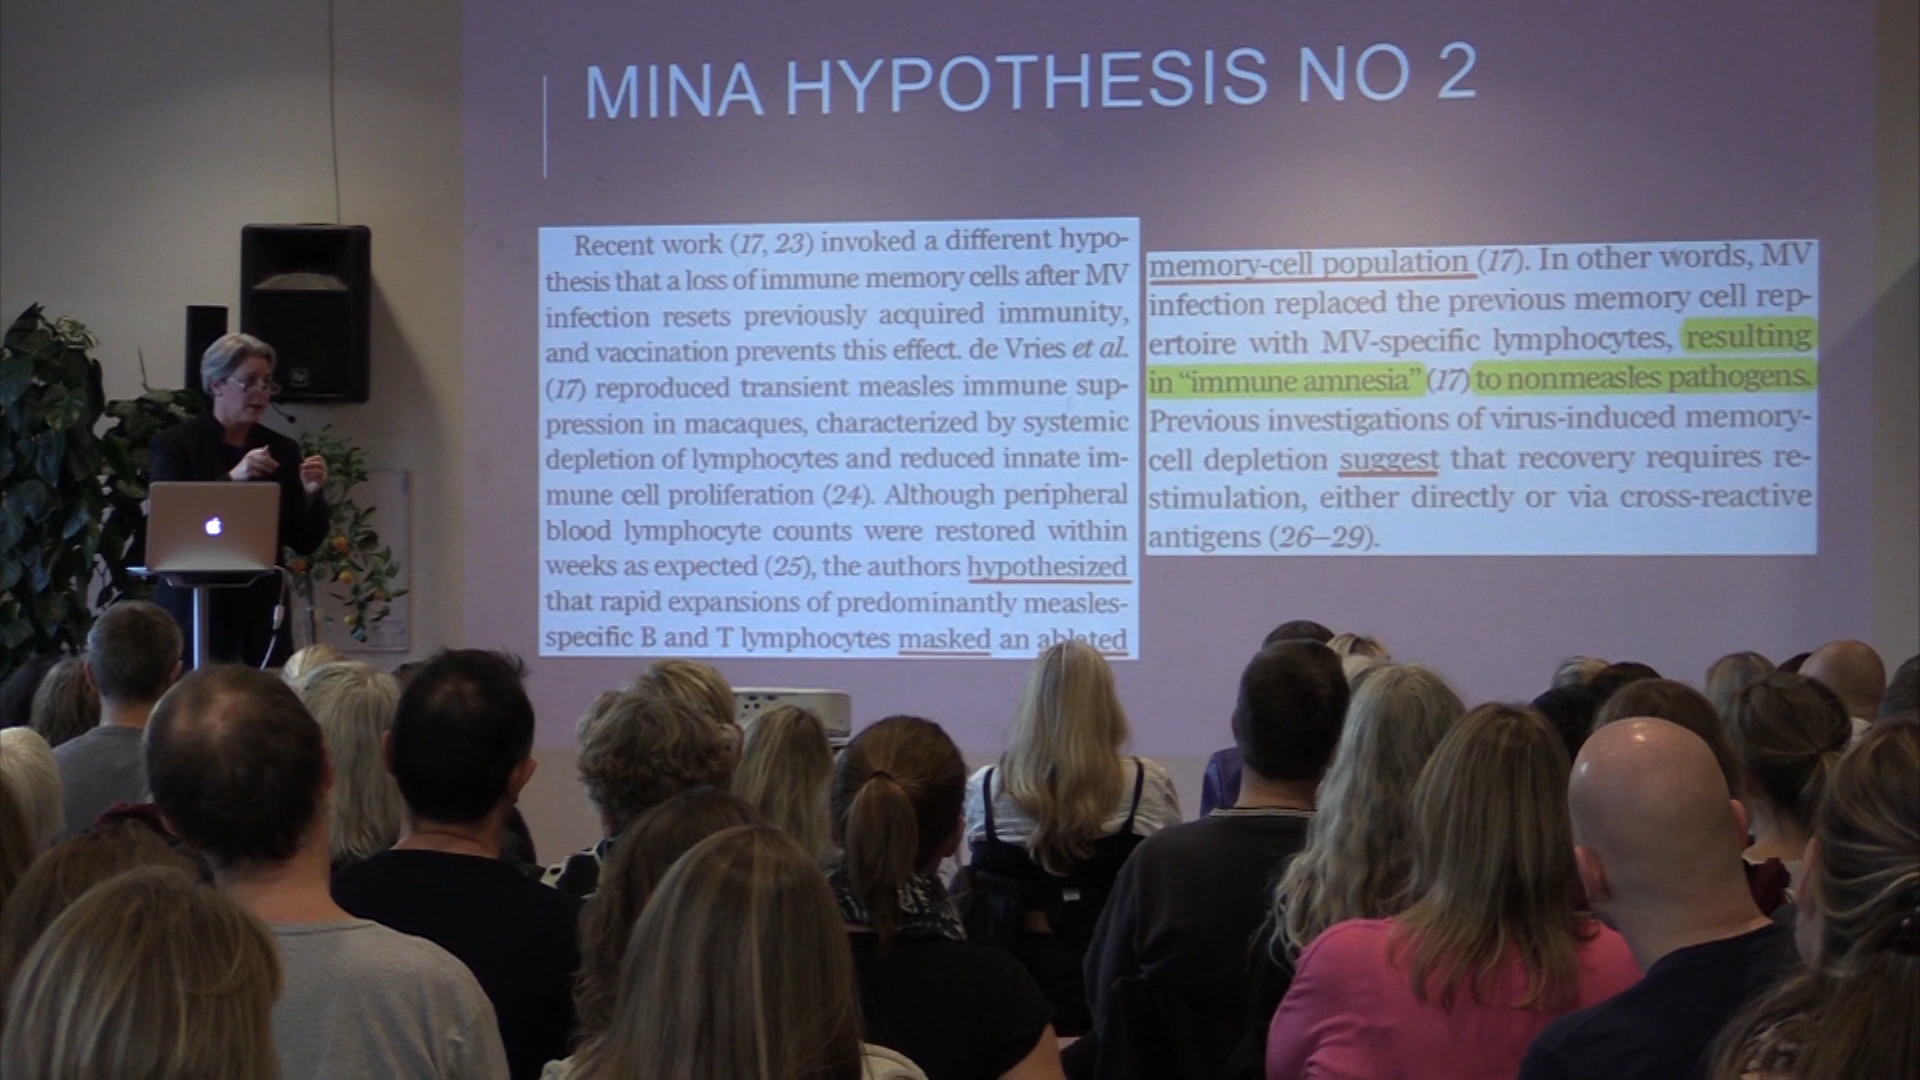 MINA HYPOTHESIS NO 2
Recent work (17, 23) invoked a different hypo-
thesis that a loss of immune memory cells after MV
infection resets previously acquired immunity,
and vaccination prevents this effect. de Vries et al.
(17) reproduced transient measles immune sup-
pression in macaques, characterized by systemic
depletion of lymphocytes and reduced innate im-
mune cell proliferation (24). Although peripheral
blood lymphocyte counts were restored within
weeks as expected (25), the authors hypothesized
that rapid expansions of predominantly measles-
specific B and T lymphocytes masked an ablated
memory-cell population (17). In other words, MV
infection replaced the previous memory cell rep-
ertoire with MV-specific lymphocytes, resulting
in “immune amnesia” (17) to nonmeasles pathogens.
Previous investigations of virus-induced memory-
cell depletion suggest that recovery requires re-
stimulation, either directly or via cross-reactive
antigens (26–29).